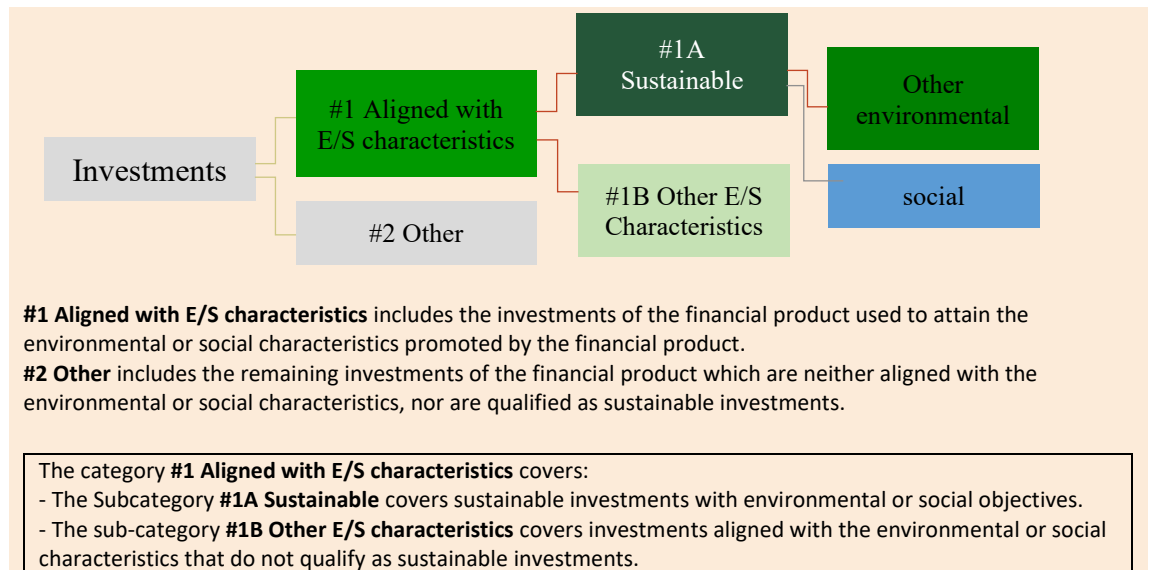 #1A
Sustainable
Other
environmental
#1 Aligned with
E/S characteristics
Investments
#1B Other E/S
Characteristics
social
#2 Other
#1 Aligned with E/S characteristics includes the investments of the financial product used to attain the
environmental or social characteristics promoted by the financial product.
#2 Other includes the remaining investments of the financial product which are neither aligned with the
environmental or social characteristics, nor are qualified as sustainable investments.
The category #1 Aligned with E/S characteristics covers:
- The Subcategory #1A Sustainable covers sustainable investments with environmental or social objectives.
- The sub-category #1B Other E/S characteristics covers investments aligned with the environmental or social
characteristics that do not qualify as sustainable investments.